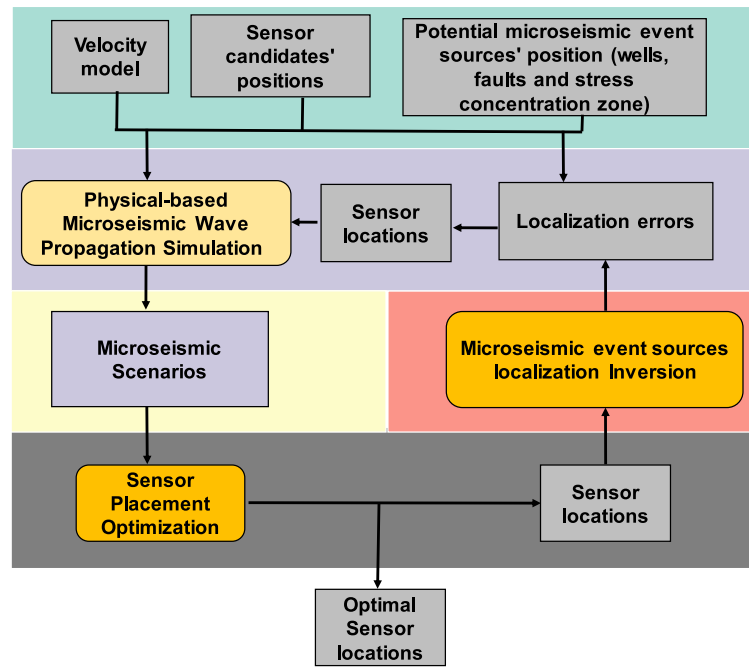 Velocity
model
Sensor
candidates'
positions
Potential microseismic event
sources' position (wells,
faults and stress
concentration zone)
Physical-based
Microseismic Wave
Propagation Simulation
Sensor
locations
Localization errors
Microseismic
Scenarios
Microseismic event sources
localization Inversion
Sensor
Placement
Optimization
Sensor
locations
Optimal
Sensor
locations